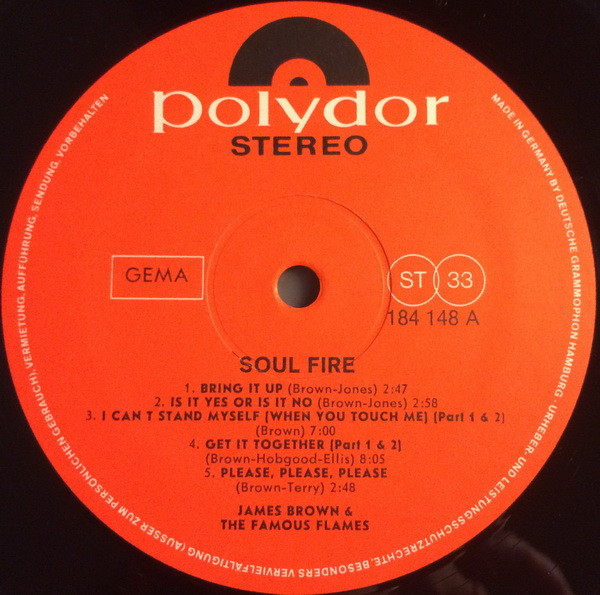 polydor
STEREO
GEMA
ST 33
184 148 A
SOUL FIRE
1. BRING IT UP (Brown-Jones) 2:47
2. IS IT YES OR IS IT NO (Brown-Jones) 2:58
3. I CAN T STAND MYSELF (WHEN YOU TOUCH ME) (Part 1 & 2)
(Brown) 7:00
4. GET IT TOGETHER (Part 1 & 2)
(Brown-Hobgood-Ellis) 8:05
5. PLEASE, PLEASE, PLEASE
(Brown-Terry) 2:48
JAMES BROWN &
THE FAMOUS FLAMES
MADE IN GERMANY BY DEUTSCHE GRAMMOPHON HAMBURG · URHEBER- UND LEISTUNGSSCHUTZRECHTE, BESONDERS VERVIELFÄLTIGUNG (AUSSER ZUM PERSÖNLICHEN GEBRAUCH), VERMIETUNG, AUFFÜHRUNG, SENDUNG, VORBEHALTEN